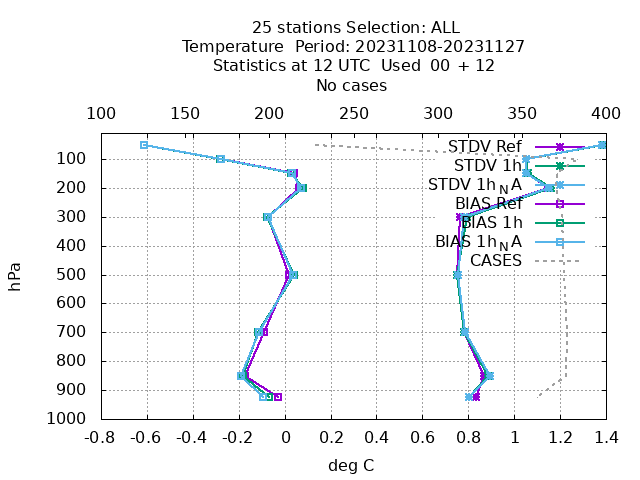 25 stations Selection: ALL
Temperature  Period: 20231108-20231127
Statistics at 12 UTC  Used  00 + 12
No cases
100 150 200 250 300 350 400
STDV Ref
STDV 1h
STDV 1h_NA
BIAS Ref
BIAS 1h
BIAS 1h_NA
CASES
hPa
100
200
300
400
500
600
700
800
900
1000
-0.8 -0.6 -0.4 -0.2 0 0.2 0.4 0.6 0.8 1 1.2 1.4
deg C